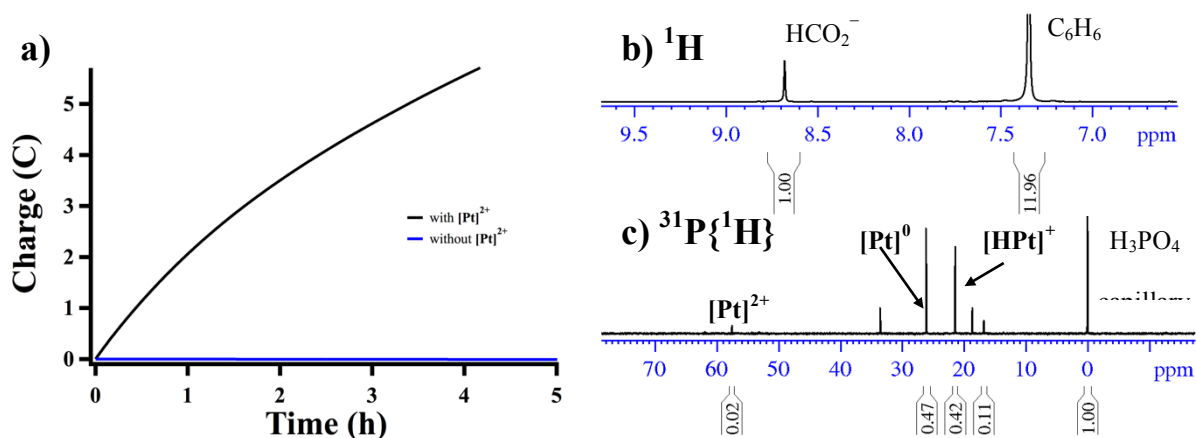 a)
Charge (C)
5
4
3
2
1
0
0 1 2 3 4 5
Time (h)
with [Pt]²⁺
without [Pt]²⁺
b) ¹H
HCO₂⁻
C₆H₆
9.5 9.0 8.5 8.0 7.5 7.0 ppm
1.00
11.96
c) ³¹P{¹H}
[Pt]²⁺
[Pt]⁰
[HPt]⁺
H₃PO₄
capillary
70 60 50 40 30 20 10 0 ppm
0.02
0.47
0.42
0.11
1.00